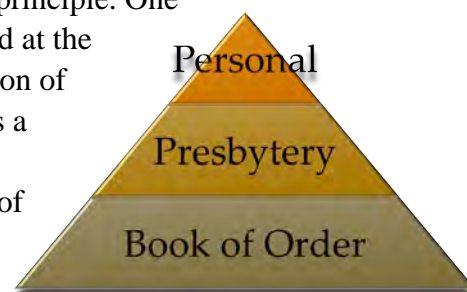 principle. One
d at the
on of
s a
of
Personal
Presbytery
Book of Order